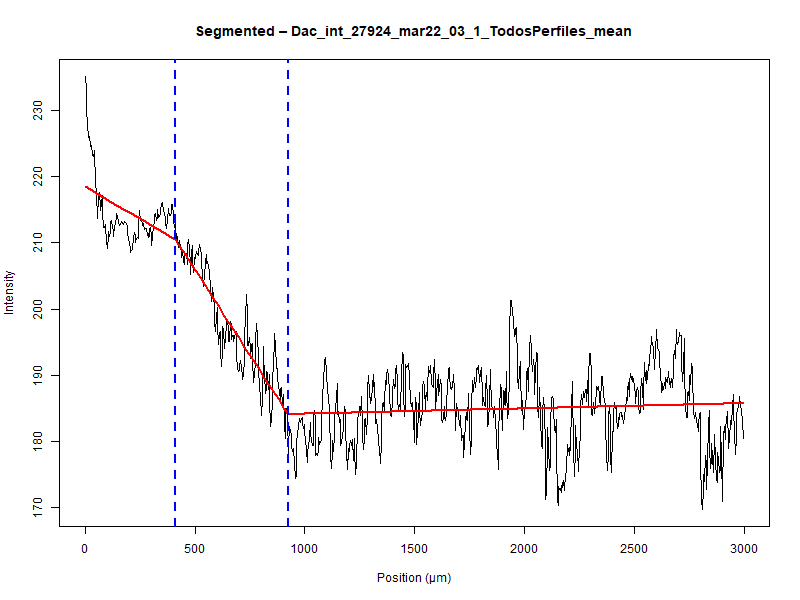 Segmented – Dac_int_27924_mar22_03_1_TodosPerfiles_mean
230
220
210
200
190
180
170
Intensity
0 500 1000 1500 2000 2500 3000
Position (µm)